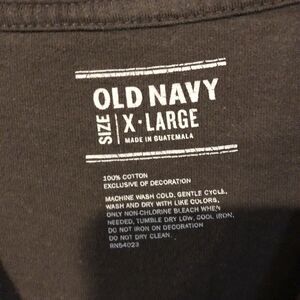 OLD NAVY
SIZE X-LARGE
MADE IN GUATEMALA
100% COTTON
EXCLUSIVE OF DECORATION
MACHINE WASH COLD, GENTLE CYCLE,
WASH AND DRY WITH LIKE COLORS,
ONLY NON-CHLORINE BLEACH WHEN
NEEDED, TUMBLE DRY LOW, COOL IRON,
DO NOT IRON ON DECORATION
DO NOT DRY CLEAN.
RN54023